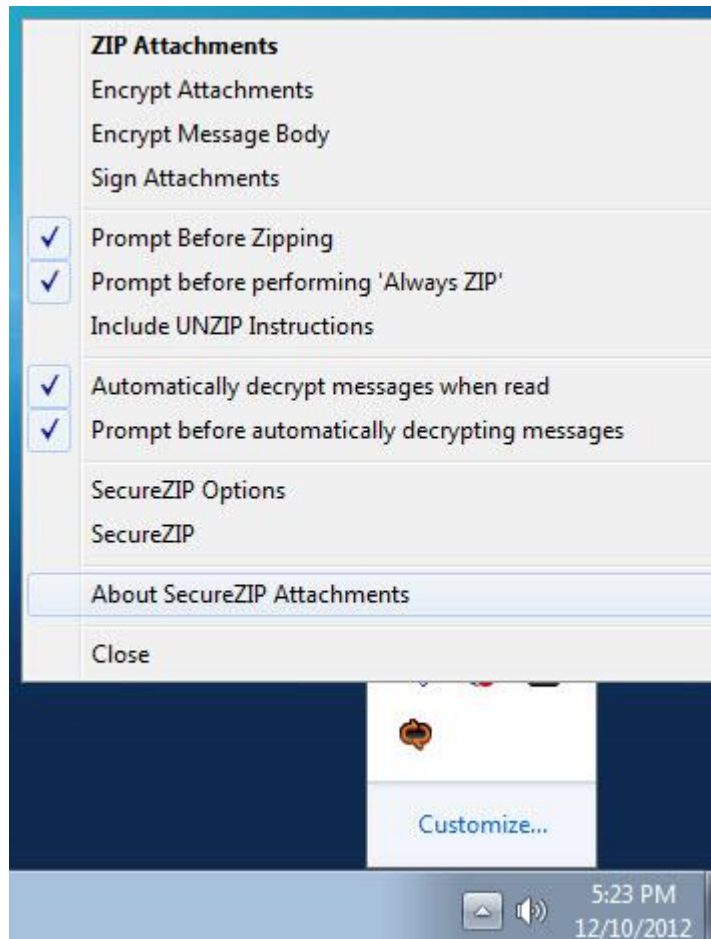 ZIP Attachments
Encrypt Attachments
Encrypt Message Body
Sign Attachments
Prompt Before Zipping
Prompt before performing 'Always ZIP'
Include UNZIP Instructions
Automatically decrypt messages when read
Prompt before automatically decrypting messages
SecureZIP Options
SecureZIP
About SecureZIP Attachments
Close
Customize...
5:23 PM
12/10/2012